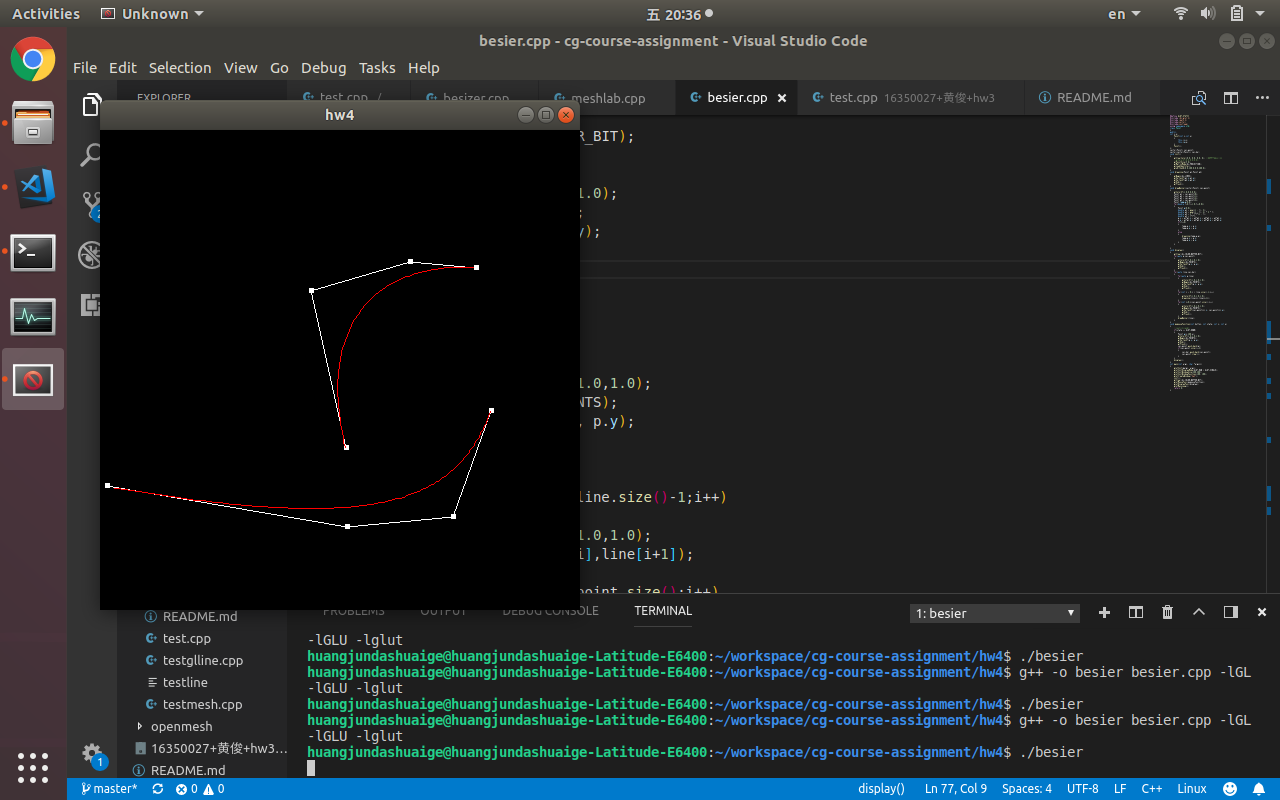 Activities Unknown 五 20:36 en
besier.cpp - cg-course-assignment - Visual Studio Code
File Edit Selection View Go Debug Tasks Help
EXPLORER test.cpp / besizer.cpp meshlab.cpp besier.cpp test.cpp 16350027+黄俊+hw3 README.md
hw4
R_BIT);
1.0);
;
y);
1.0,1.0);
NTS);
, p.y);
line.size()-1;i++)
1.0,1.0);
i],line[i+1]);
point.size();i++)
README.md
test.cpp
testglline.cpp
testline
testmesh.cpp
openmesh
16350027+黄俊+hw3...
README.md
PROBLEMS OUTPUT DEBUG CONSOLE TERMINAL 1: besier
-lGLU -lglut
huangjundashuaige@huangjundashuaige-Latitude-E6400:~/workspace/cg-course-assignment/hw4$ ./besier
huangjundashuaige@huangjundashuaige-Latitude-E6400:~/workspace/cg-course-assignment/hw4$ g++ -o besier besier.cpp -lGL
-lGLU -lglut
huangjundashuaige@huangjundashuaige-Latitude-E6400:~/workspace/cg-course-assignment/hw4$ ./besier
huangjundashuaige@huangjundashuaige-Latitude-E6400:~/workspace/cg-course-assignment/hw4$ g++ -o besier besier.cpp -lGL
-lGLU -lglut
huangjundashuaige@huangjundashuaige-Latitude-E6400:~/workspace/cg-course-assignment/hw4$ ./besier
1
master* 0 0 display() Ln 77, Col 9 Spaces: 4 UTF-8 LF C++ Linux